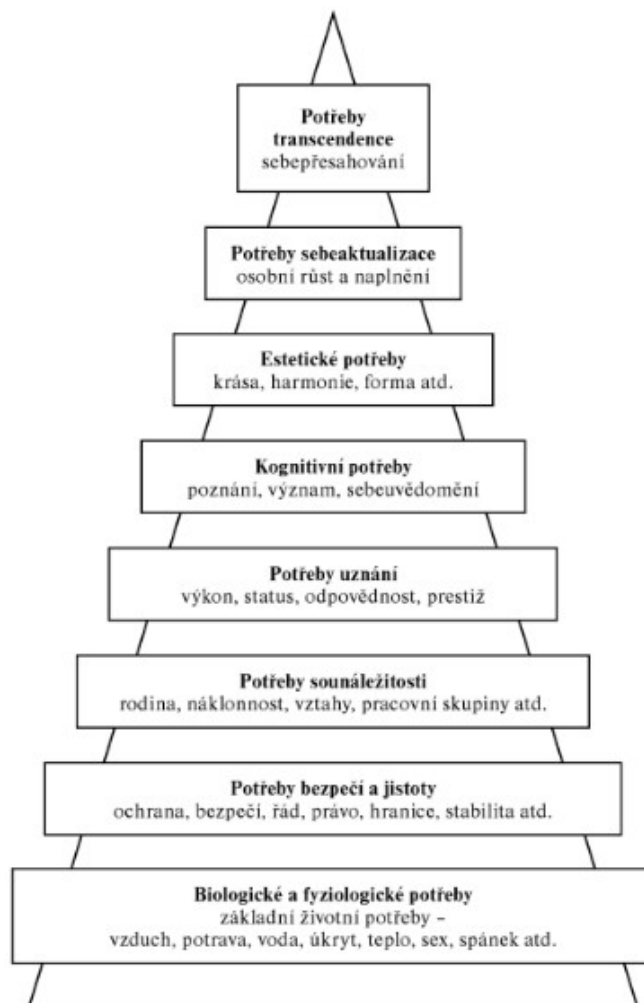 Potřeby
transcendence
sebepřesahování
Potřeby sebeaktualizace
osobní růst a naplnění
Estetické potřeby
krása, harmonie, forma atd.
Kognitivní potřeby
poznání, význam, sebeuvědomění
Potřeby uznání
výkon, status, odpovědnost, prestiž
Potřeby sounáležitosti
rodina, náklonnost, vztahy, pracovní skupiny atd.
Potřeby bezpečí a jistoty
ochrana, bezpečí, řád, právo, hranice, stabilita atd.
Biologické a fyziologické potřeby
základní životní potřeby –
vzduch, potrava, voda, úkryt, teplo, sex, spánek atd.